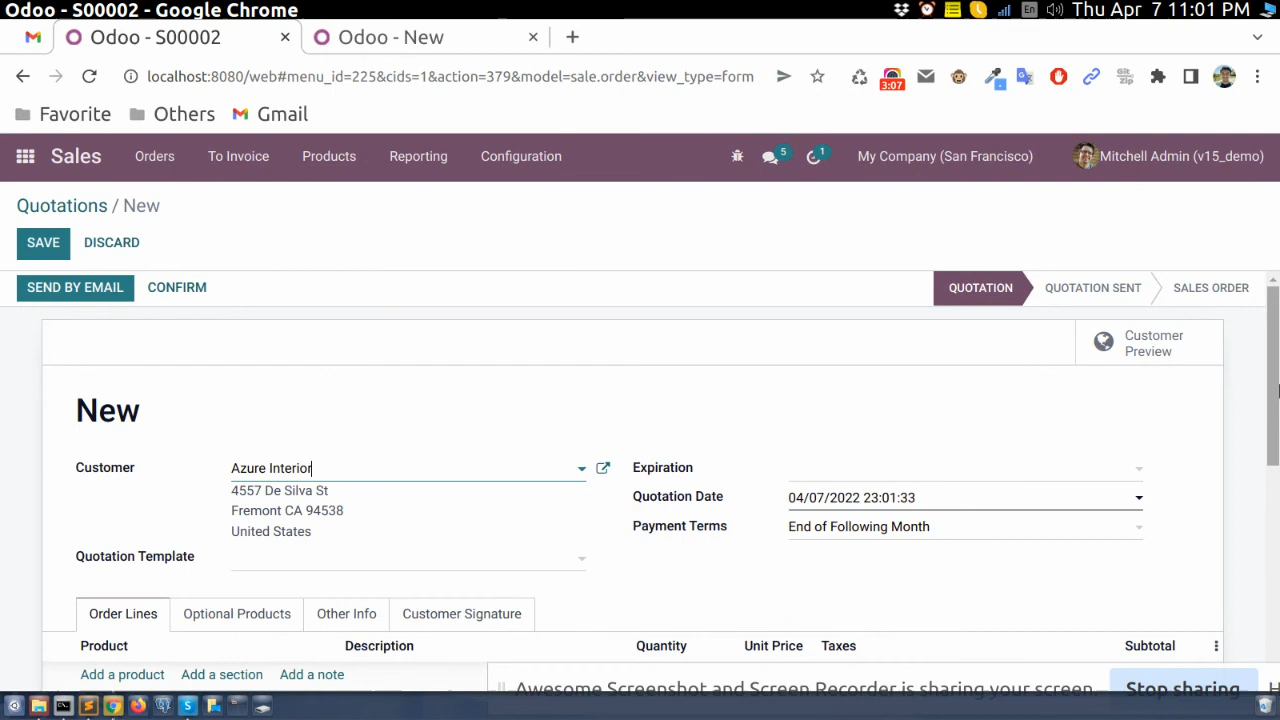 Odoo - S00002 - Google Chrome
En
Thu Apr 7 11:01 PM
Odoo - S00002
Odoo - New
localhost:8080/web#menu_id=225&cids=1&action=379&model=sale.order&view_type=form
3:07
Git
Zip
Favorite
Others
Gmail
Sales
Orders
To Invoice
Products
Reporting
Configuration
5
1
My Company (San Francisco)
Mitchell Admin (v15_demo)
Quotations / New
SAVE
DISCARD
SEND BY EMAIL
CONFIRM
QUOTATION
QUOTATION SENT
SALES ORDER
Customer
Preview
New
Customer
Azure Interior
4557 De Silva St
Fremont CA 94538
United States
Quotation Template
Expiration
Quotation Date
04/07/2022 23:01:33
Payment Terms
End of Following Month
Order Lines
Optional Products
Other Info
Customer Signature
Product
Description
Quantity
Unit Price
Taxes
Subtotal
Add a product
Add a section
Add a note
Awesome Screenshot and Screen Recorder is sharing your screen.
Stop sharing
H